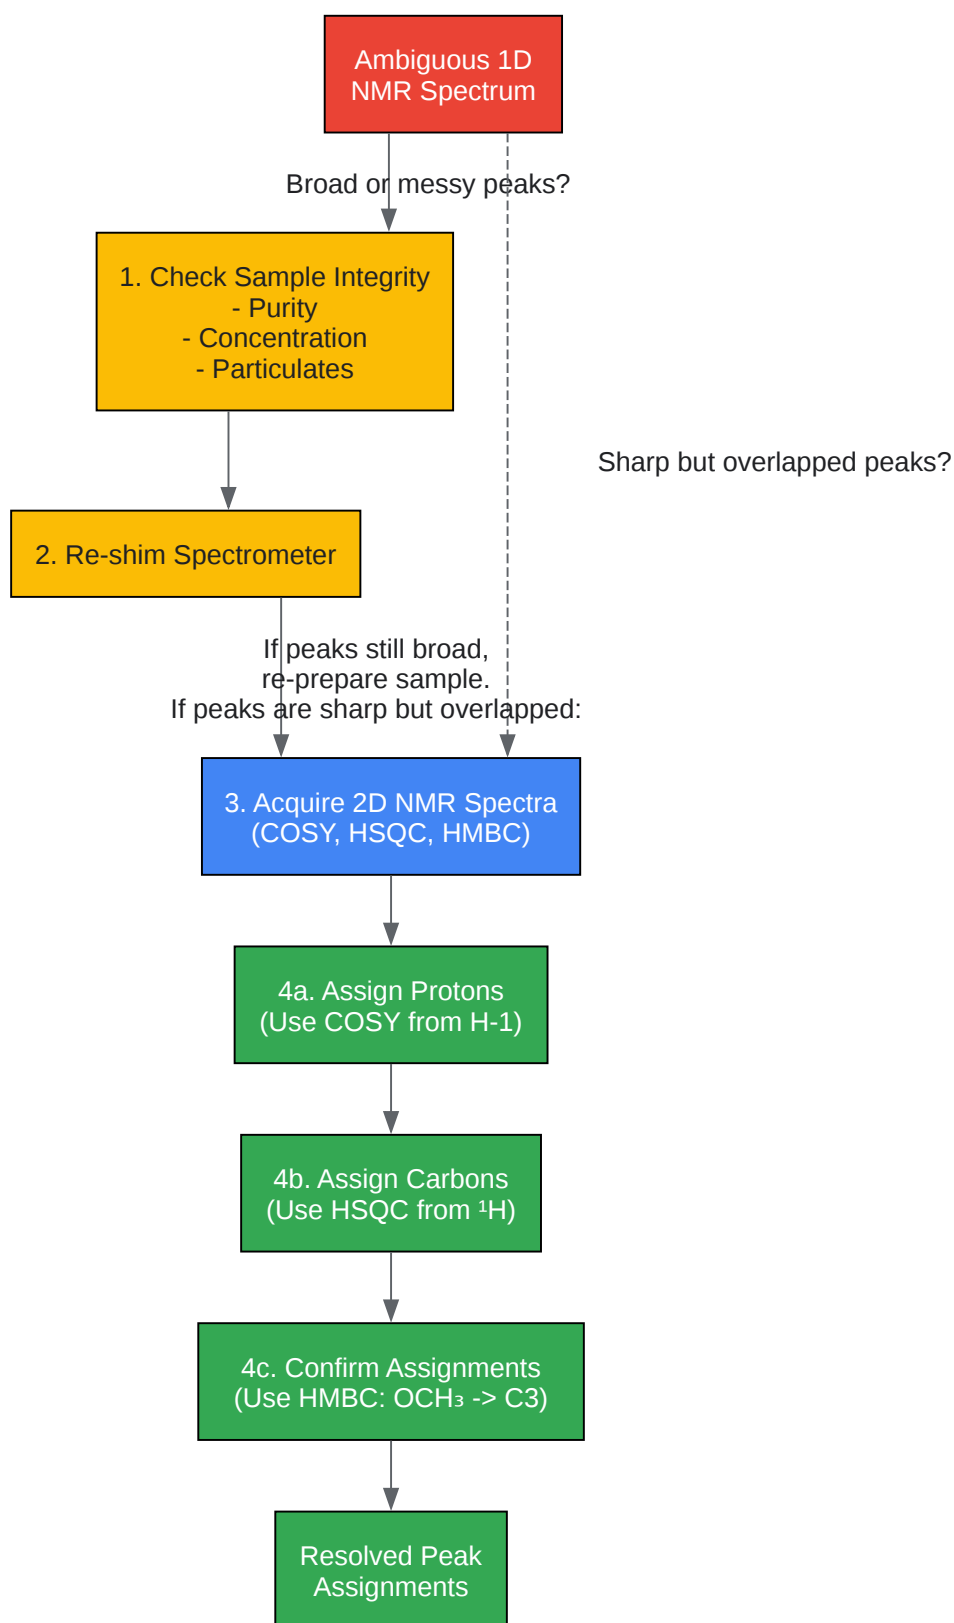 Ambiguous 1D
NMR Spectrum
Broad or messy peaks?
1. Check Sample Integrity
- Purity
- Concentration
- Particulates
Sharp but overlapped peaks?
2. Re-shim Spectrometer
If peaks still broad,
re-prepare sample.
If peaks are sharp but overlapped:
3. Acquire 2D NMR Spectra
(COSY, HSQC, HMBC)
4a. Assign Protons
(Use COSY from H-1)
4b. Assign Carbons
(Use HSQC from ¹H)
4c. Confirm Assignments
(Use HMBC: OCH₃ -> C3)
Resolved Peak
Assignments